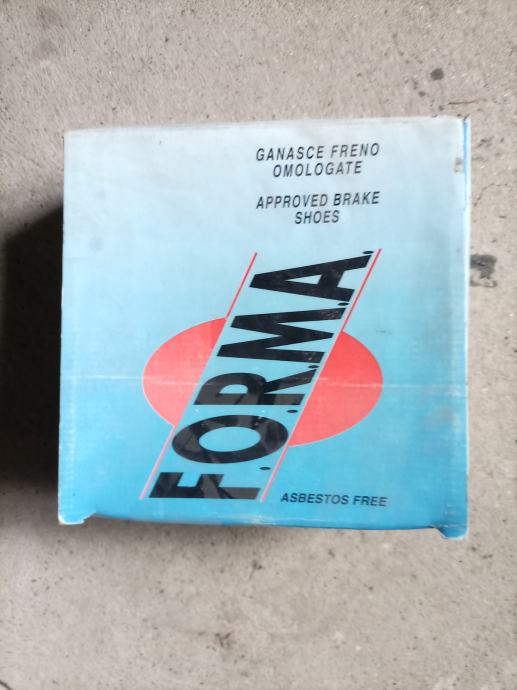 GANASCE FRENO
OMOLOGATE
APPROVED BRAKE
SHOES
F.O.R.M.A.
ASBESTOS FREE